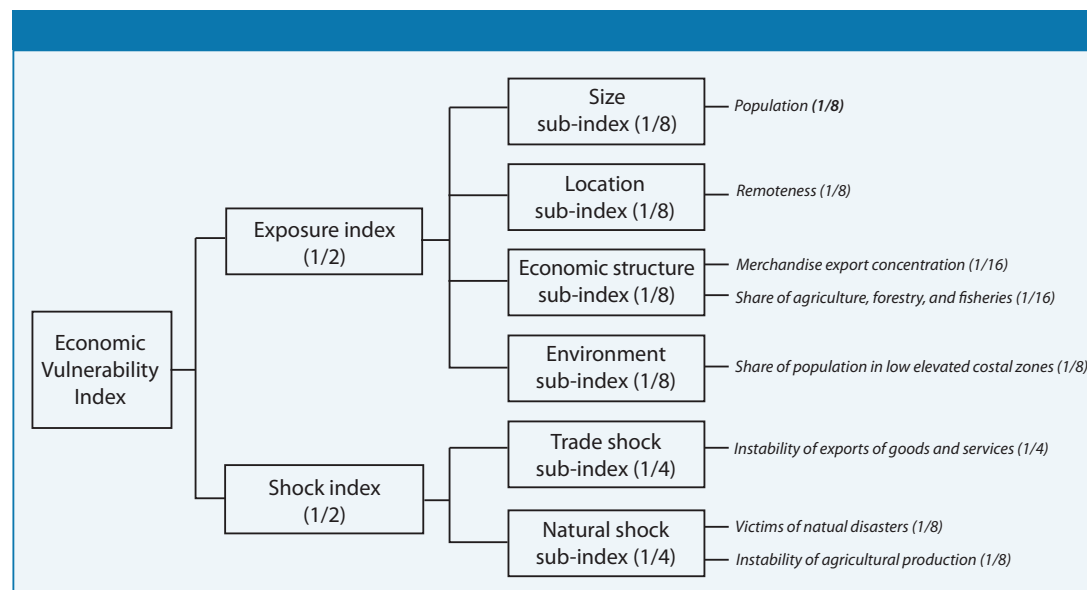 Economic
Vulnerability
Index
Exposure index
(1/2)
Shock index
(1/2)
Size
sub-index (1/8)
Location
sub-index (1/8)
Economic structure
sub-index (1/8)
Environment
sub-index (1/8)
Trade shock
sub-index (1/4)
Natural shock
sub-index (1/4)
Population (1/8)
Remoteness (1/8)
Merchandise export concentration (1/16)
Share of agriculture, forestry, and fisheries (1/16)
Share of population in low elevated costal zones (1/8)
Instability of exports of goods and services (1/4)
Victims of natual disasters (1/8)
Instability of agricultural production (1/8)